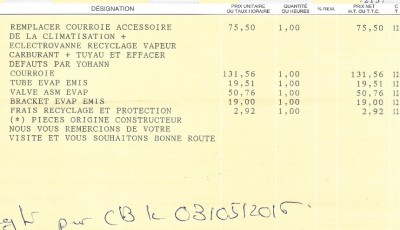 DÉSIGNATION PRIX UNITAIRE OU TAUX HORAIRE QUANTITÉ OU HEURES % REM. PRIX NET H.T. OU T.T.C. C T
REMPLACER COURROIE ACCESSOIRE 75,50 1,00 75,50
DE LA CLIMATISATION +
ECLECTROVANNE RECYCLAGE VAPEUR
CARBURANT + TUYAU ET EFFACER
DEFAUTS PAR YOHANN
COURROIE 131,56 1,00 131,56
TUBE EVAP EMIS 19,51 1,00 19,51
VALVE ASM EVAP 50,76 1,00 50,76
BRACKET EVAP EMIS 19,00 1,00 19,00
FRAIS RECYCLAGE ET PROTECTION 2,92 1,00 2,92
(*) PIECES ORIGINE CONSTRUCTEUR
NOUS VOUS REMERCIONS DE VOTRE
VISITE ET VOUS SOUHAITONS BONNE ROUTE
par CB le 03/05/2016.